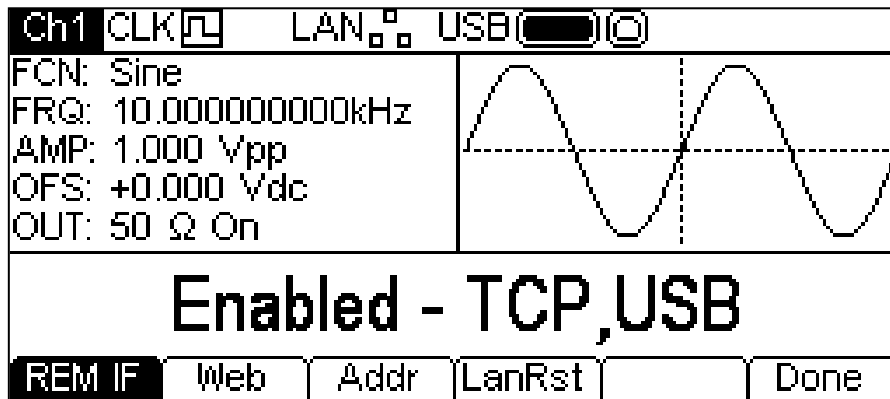 Ch1 CLK LAN USB
FCN: Sine
FRQ: 10.000000000kHz
AMP: 1.000 Vpp
OFS: +0.000 Vdc
OUT: 50 Ω On
Enabled - TCP,USB
REM IF Web Addr LanRst Done